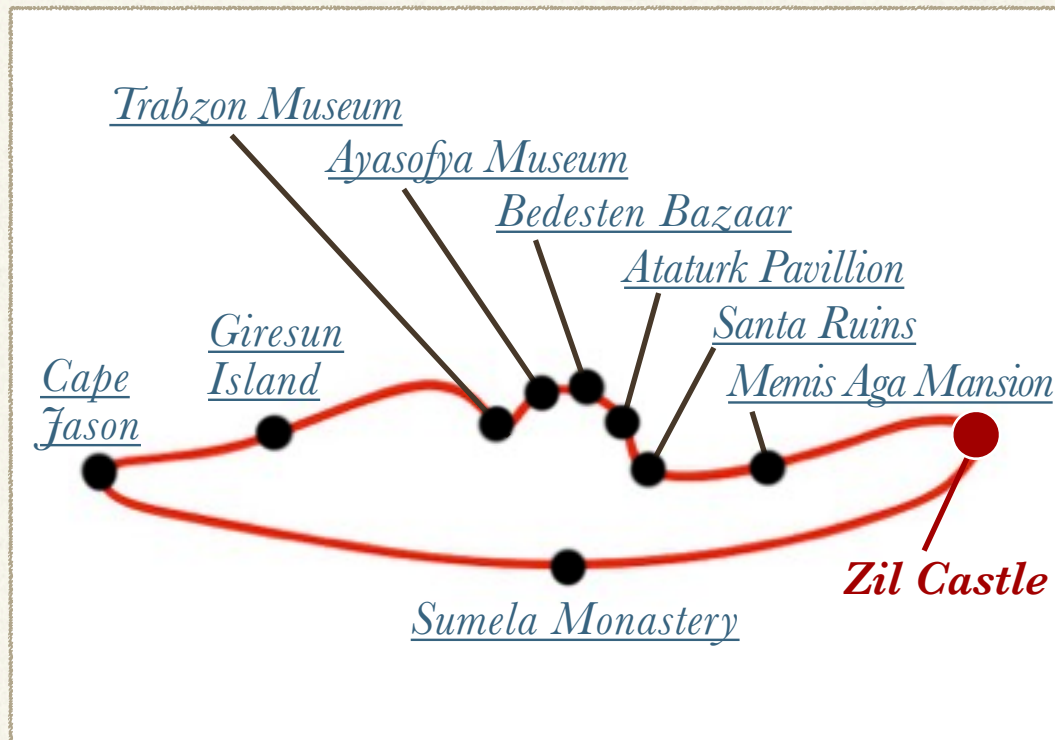 Trabzon Museum
Ayasofya Museum
Bedesten Bazaar
Ataturk Pavillion
Santa Ruins
Giresun
Island
Memis Aga Mansion
Cape
Jason
Zil Castle
Sumela Monastery